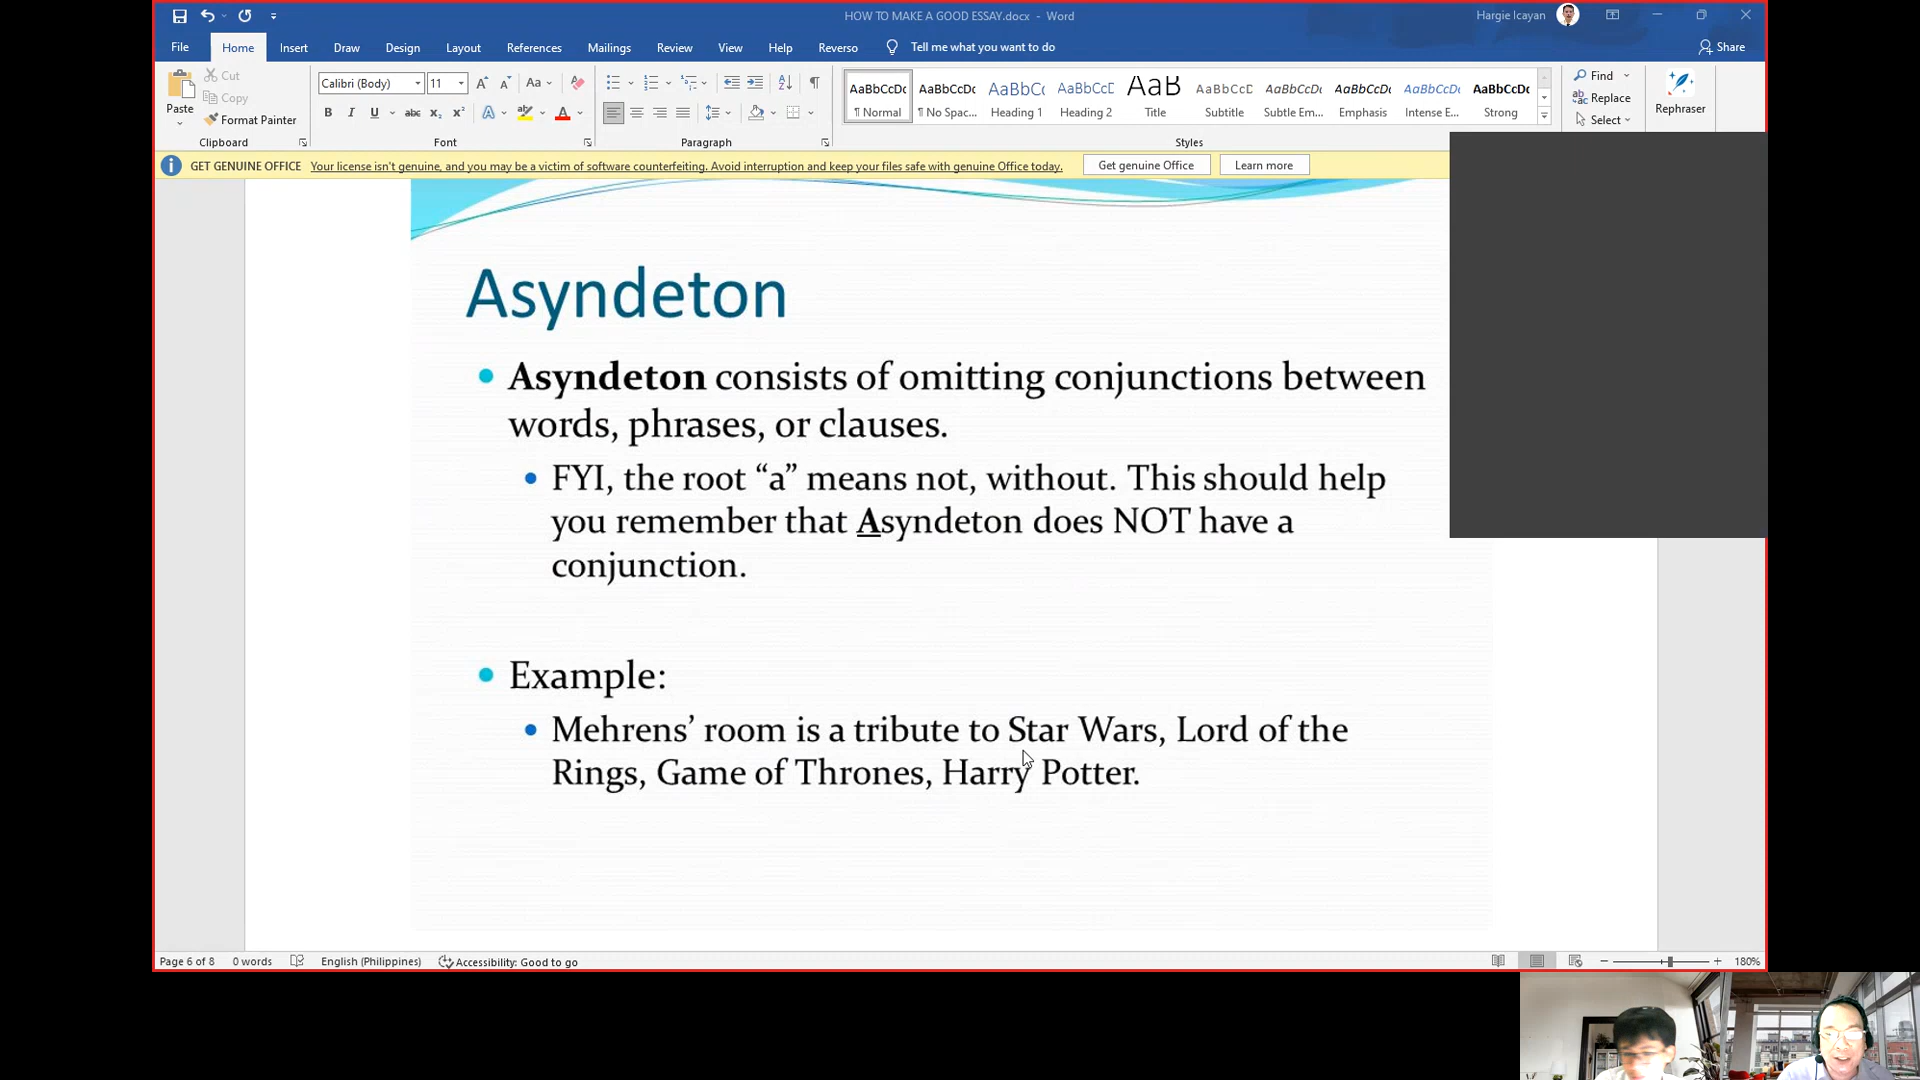 HOW TO MAKE A GOOD ESSAY.docx - Word
Hargie Icayan
File Home Insert Draw Design Layout References Mailings Review View Help Reverso Tell me what you want to do Share
Paste
Cut
Copy
Format Painter
Clipboard
Calibri (Body) 11
Font
Paragraph
AaBbCcDc AaBbCcDc AaBbCc AaBbCcD AaB AaBbCcD AaBbCcDc AaBbCcDc AaBbCcDc AaBbCcDc
¶ Normal ¶ No Spac... Heading 1 Heading 2 Title Subtitle Subtle Em... Emphasis Intense E... Strong
Styles
Find
Replace
Select
Rephraser
GET GENUINE OFFICE Your license isn't genuine, and you may be a victim of software counterfeiting. Avoid interruption and keep your files safe with genuine Office today. Get genuine Office Learn more
Asyndeton
Asyndeton consists of omitting conjunctions between
words, phrases, or clauses.
FYI, the root “a” means not, without. This should help
you remember that Asyndeton does NOT have a
conjunction.
Example:
Mehrens’ room is a tribute to Star Wars, Lord of the
Rings, Game of Thrones, Harry Potter.
Page 6 of 8 0 words English (Philippines) Accessibility: Good to go 180%